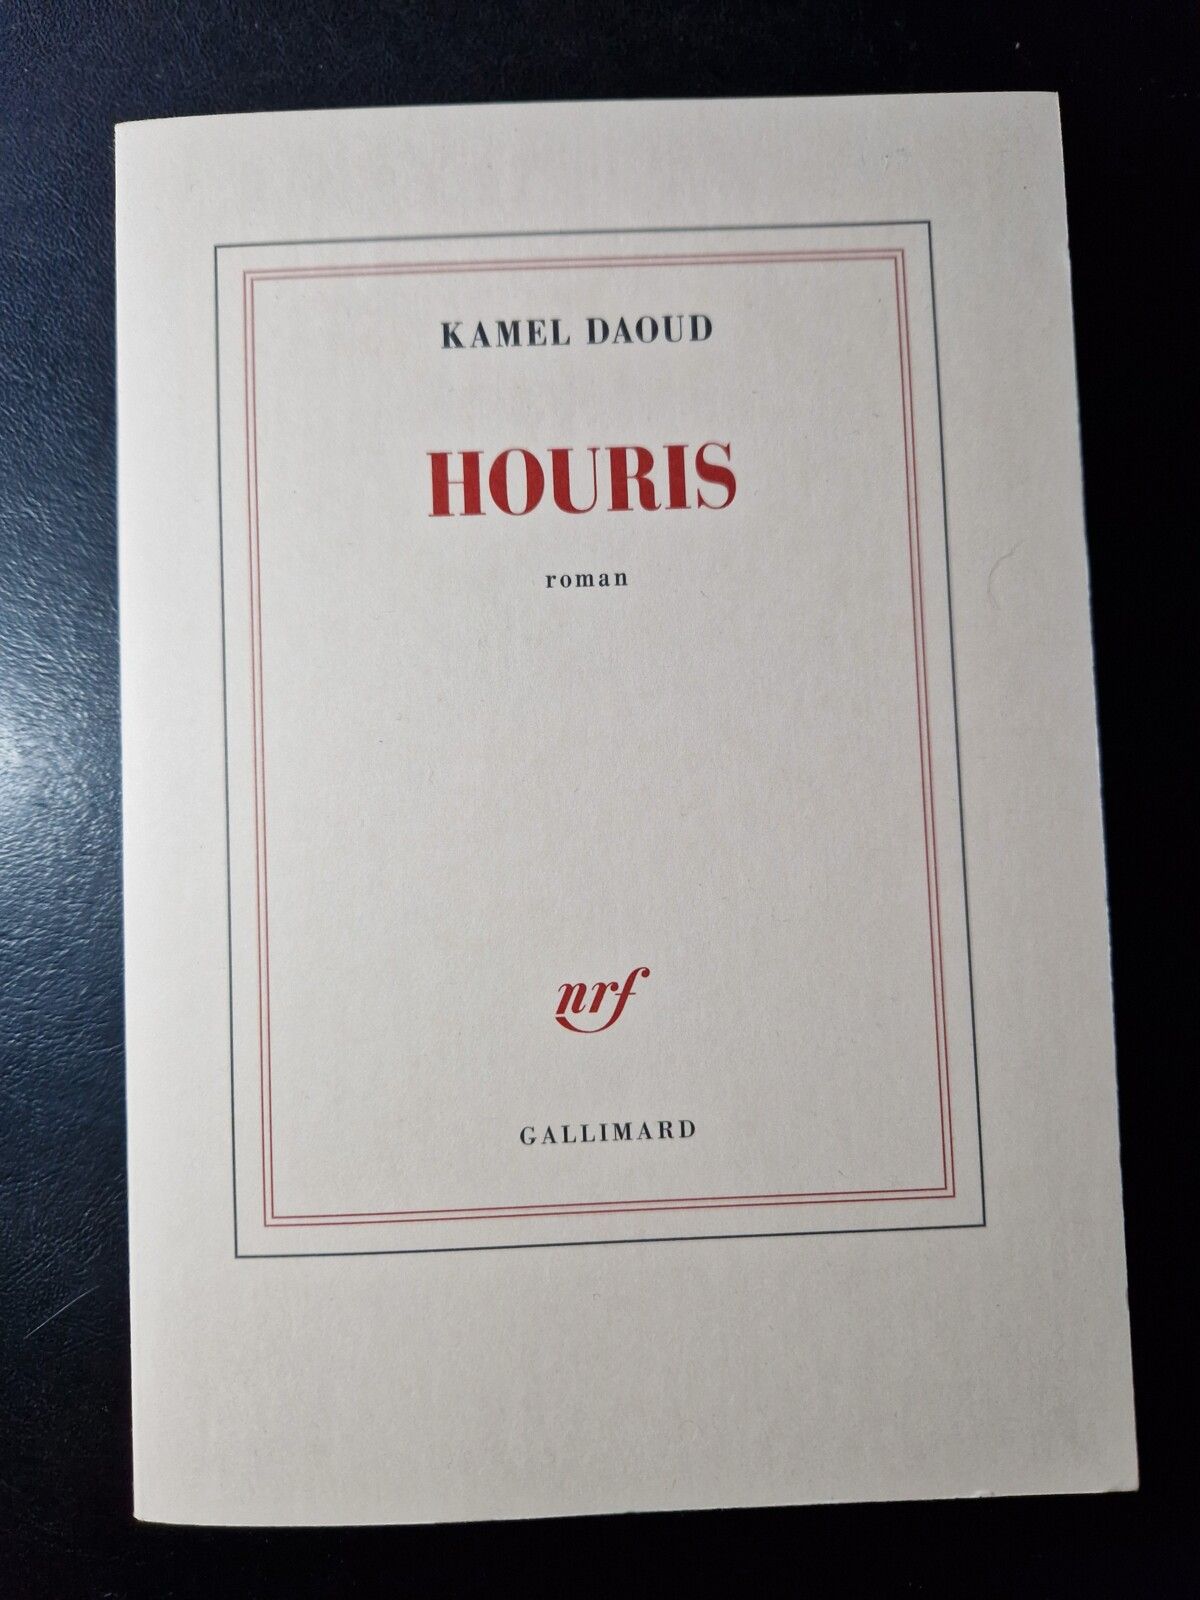 KAMEL DAOUD
HOURIS
roman
nrf
GALLIMARD